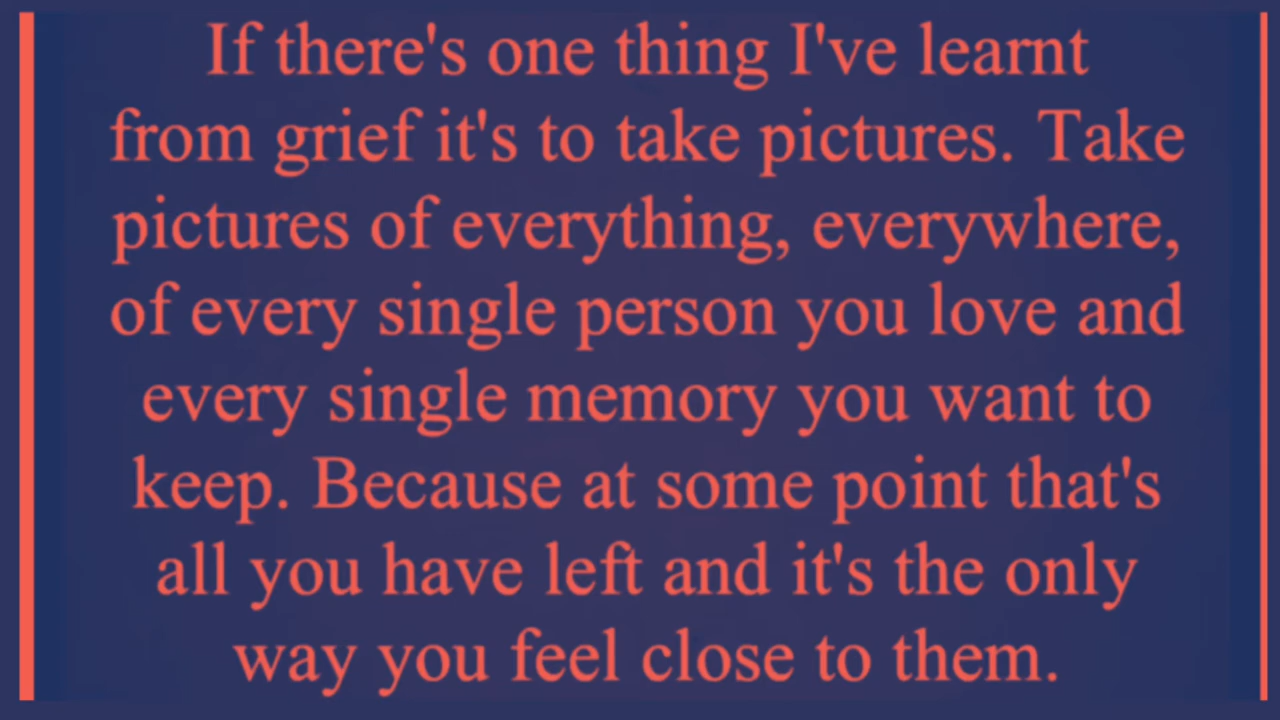 If there's one thing I've learnt
from grief it's to take pictures. Take
pictures of everything, everywhere,
of every single person you love and
every single memory you want to
keep. Because at some point that's
all you have left and it's the only
way you feel close to them.